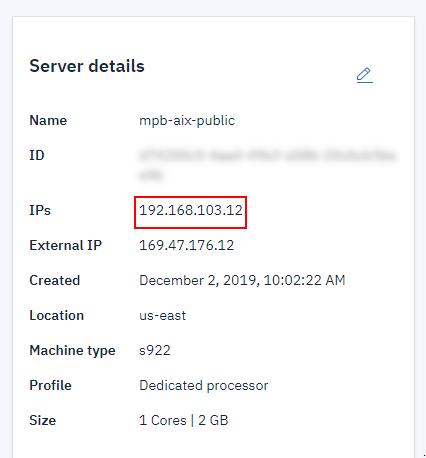 Server details
Name mpb-aix-public
ID
IPs 192.168.103.12
External IP 169.47.176.12
Created December 2, 2019, 10:02:22 AM
Location us-east
Machine type s922
Profile Dedicated processor
Size 1 Cores | 2 GB